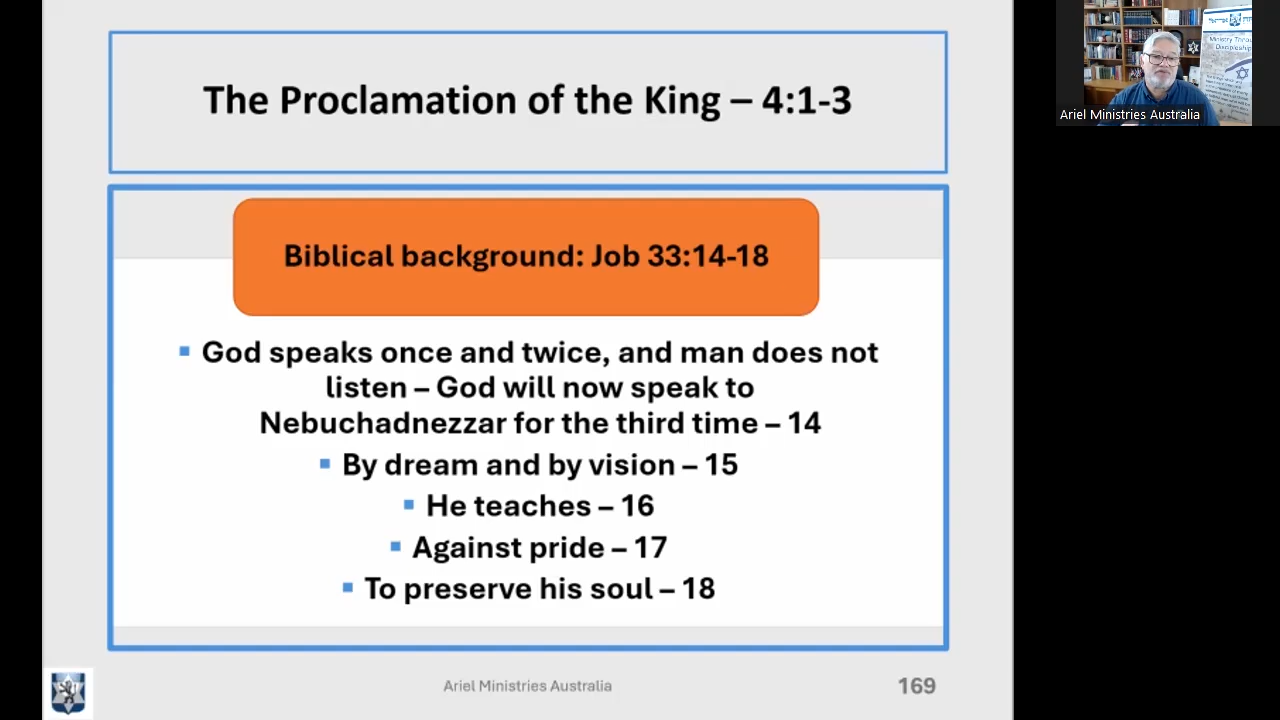 The Proclamation of the King – 4:1-3
Biblical background: Job 33:14-18
▪ God speaks once and twice, and man does not
listen – God will now speak to
Nebuchadnezzar for the third time – 14
▪ By dream and by vision – 15
▪ He teaches – 16
▪ Against pride – 17
▪ To preserve his soul – 18
Ariel Ministries Australia
169
Ministry Throu
Discipleship
Ariel Ministries Australia